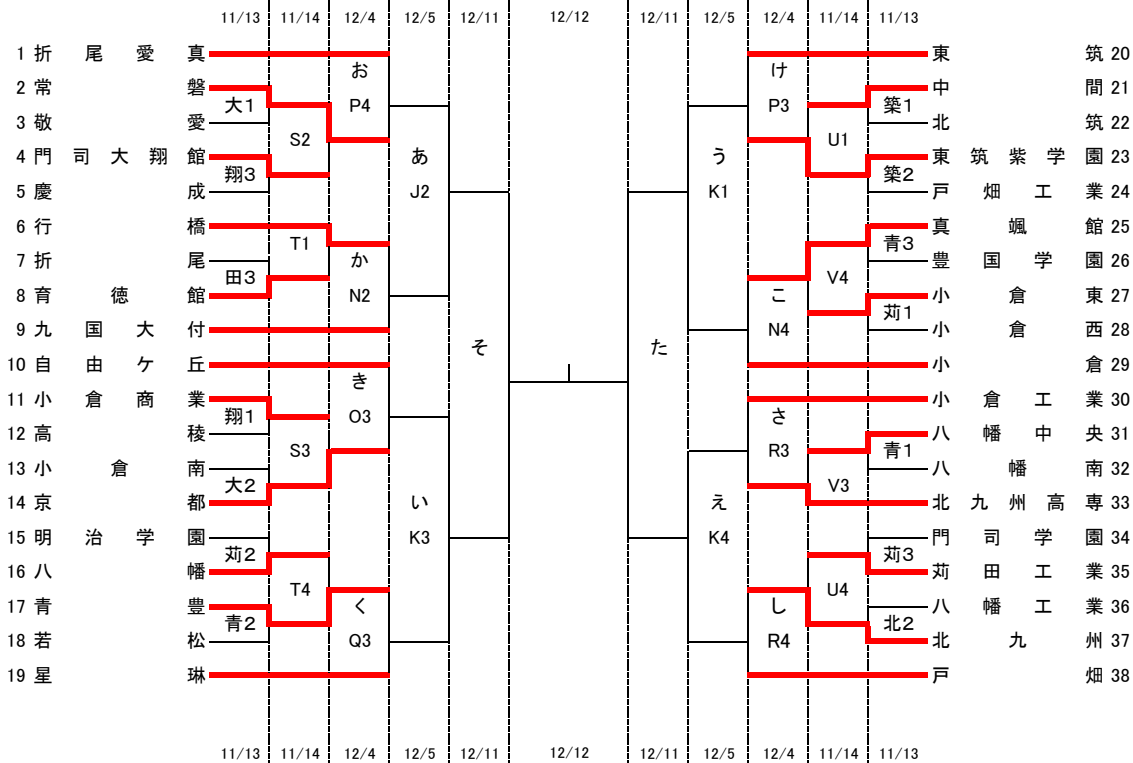 11/13 11/14 12/4 12/5 12/11 12/12 12/11 12/5 12/4 11/14 11/13
1 折尾愛真
2 常磐
3 敬愛
4 門司大翔館
5 慶成
6 行橋
7 折尾
8 育徳館
9 九国大付
10 自由ケ丘
11 小倉商業
12 高稜
13 小倉南
14 京都
15 明治学園
16 八幡
17 青豊
18 若松
19 星琳
大1
翔3
田3
翔1
大2
苅2
青2
S2
T1
S3
T4
お
P4
か
N2
き
O3
く
Q3
あ
J2
い
K3
そ
た
う
K1
え
K4
け
P3
こ
N4
さ
R3
し
R4
U1
V4
V3
U4
築1
築2
青3
苅1
青1
苅3
北2
東筑 20
中間 21
北筑 22
東筑紫学園 23
戸畑工業 24
真颯館 25
豊国学園 26
小倉東 27
小倉西 28
小倉 29
小倉工業 30
八幡中央 31
八幡南 32
北九州高専 33
門司学園 34
苅田工業 35
八幡工業 36
北九州 37
戸畑 38
11/13 11/14 12/4 12/5 12/11 12/12 12/11 12/5 12/4 11/14 11/13